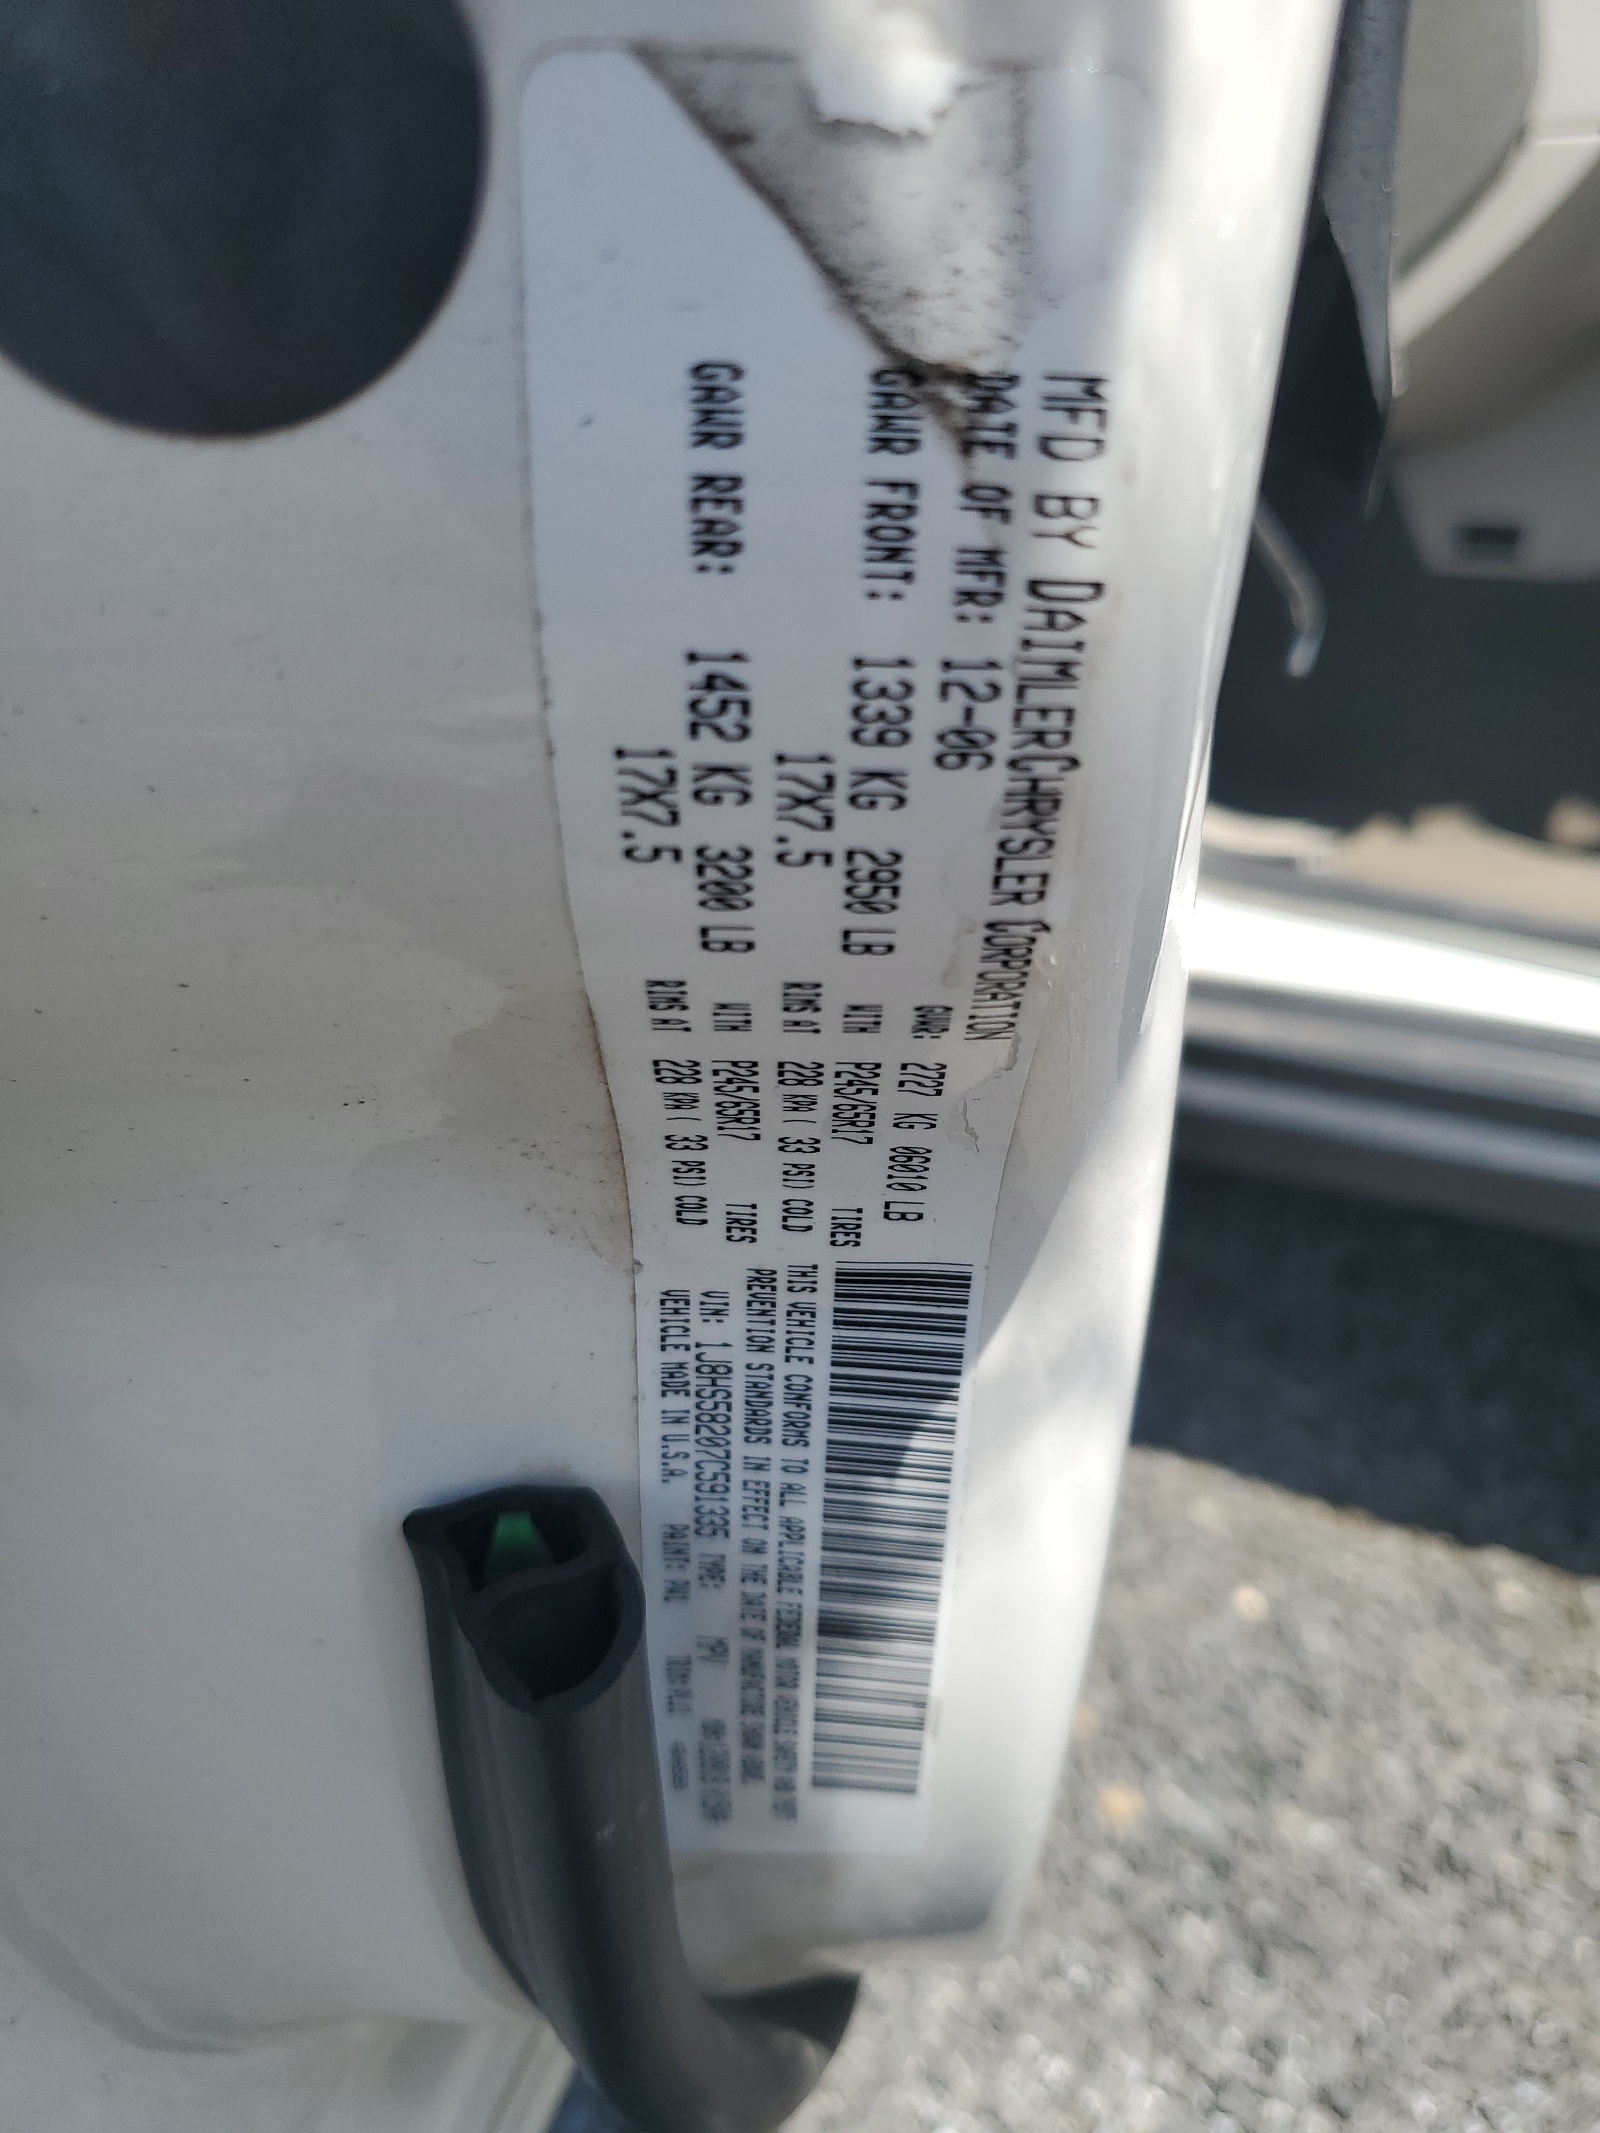 MFD BY DAIMLERCHRYSLER CORPORATION
DATE OF MFR: 12-06 GVWR: 2727 KG 06010 LB
GAWR FRONT: 1339 KG 2950 LB WITH P245/65R17 TIRES
17X7.5 RIMS AT 228 KPA( 33 PSI) COLD
GAWR REAR: 1452 KG 3200 LB WITH P245/65R17 TIRES
17X7.5 RIMS AT 228 KPA( 33 PSI) COLD
THIS VEHICLE CONFORMS TO ALL APPLICABLE FEDERAL MOTOR VEHICLE SAFETY AND THEFT
PREVENTION STANDARDS IN EFFECT ON THE DATE OF MANUFACTURE SHOWN ABOVE.
VIN: 1J8HS58207C591335 TYPE: MPV
VEHICLE MADE IN U.S.A. PAINT: TRIM: